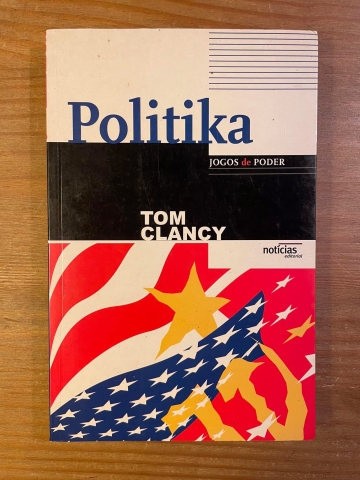 Politika
JOGOS de PODER
TOM
CLANCY
notícias
editorial